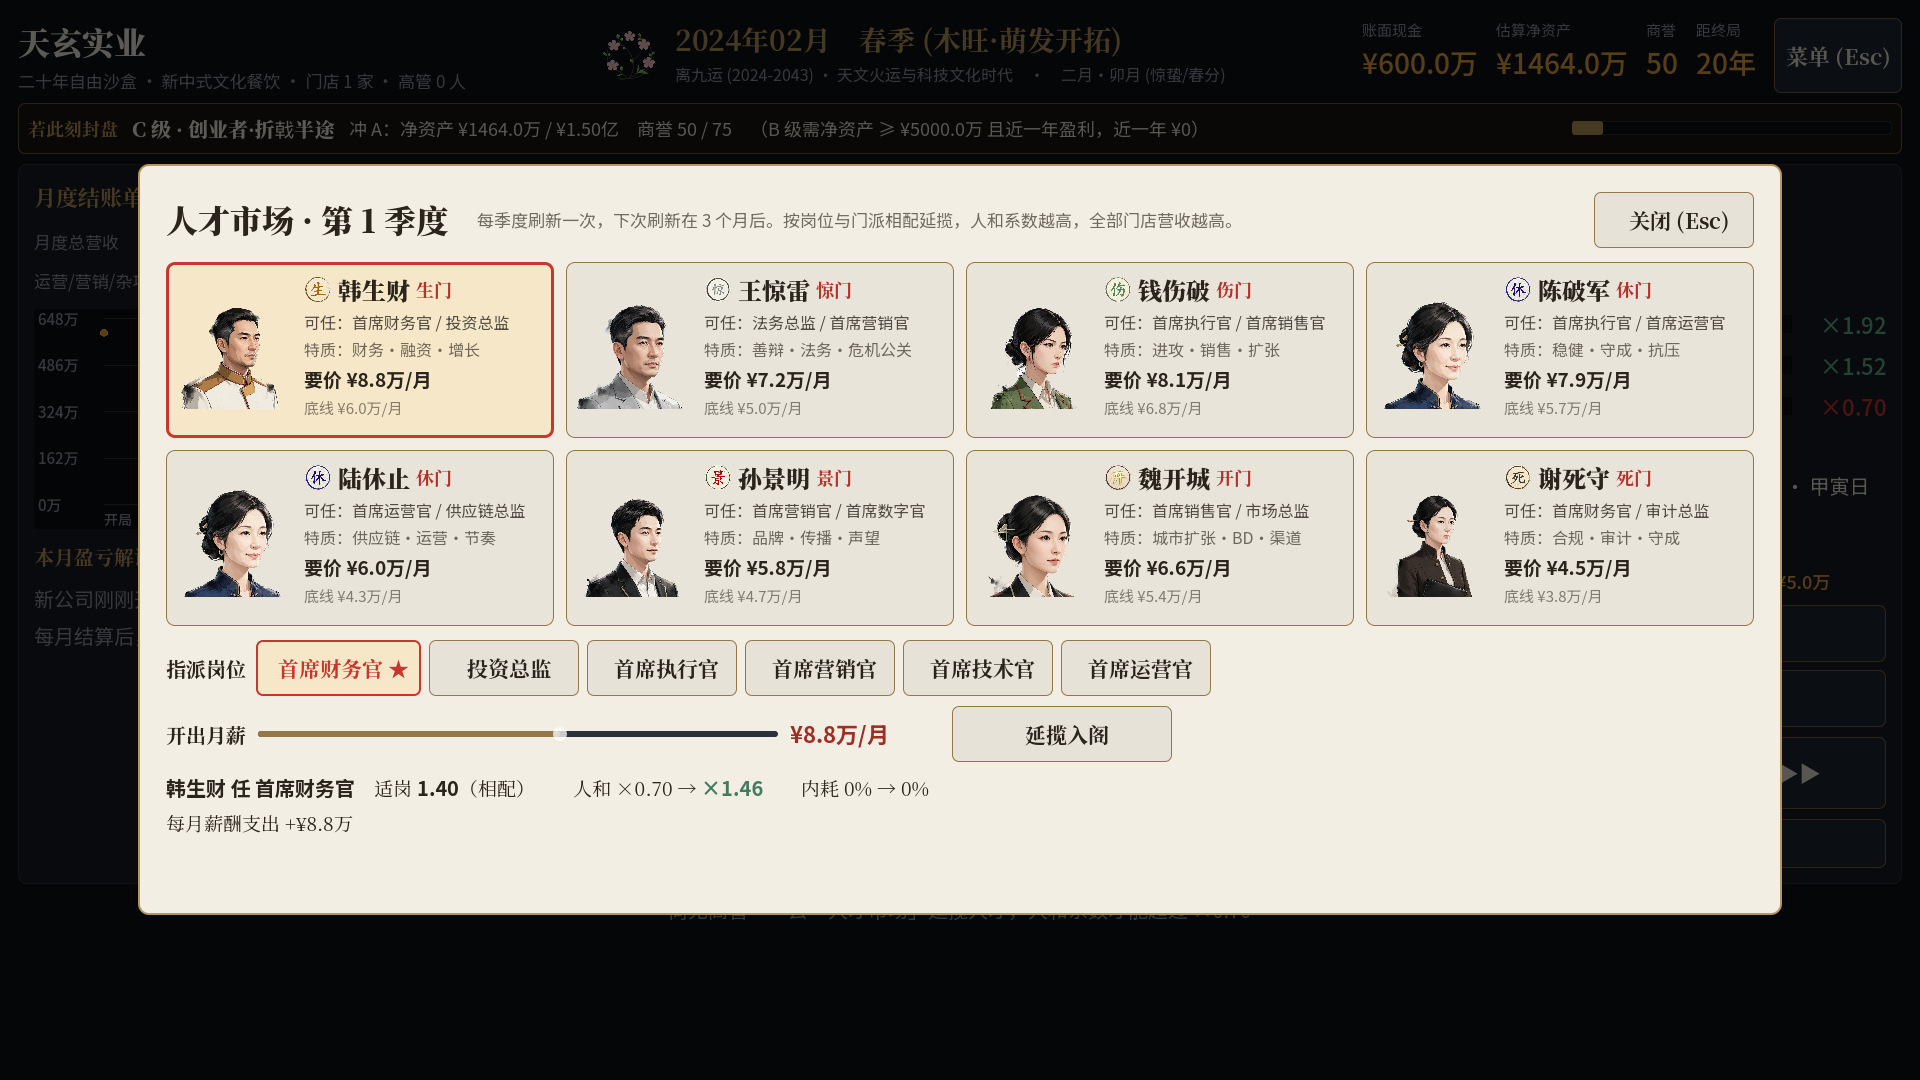 天玄实业
二十年自由沙盒 · 新中式文化餐饮 · 门店 1 家 · 高管 0 人
2024年02月 春季 (木旺·萌发开拓)
离九运 (2024-2043) · 天文火运与科技文化时代 · 二月·卯月 (惊蛰/春分)
账面现金 ¥600.0万
估算净资产 ¥1464.0万
商誉 50
距终局 20年
菜单 (Esc)
若此刻封盘 C 级 · 创业者·折戟半途 冲 A：净资产 ¥1464.0万 / ¥1.50亿 商誉 50 / 75 （B 级需净资产 ≥ ¥5000.0万 且近一年盈利，近一年 ¥0）
月度结账单
月度总营收
运营/营销/杂
648万
486万
324万
162万
0万
开局
本月盈亏解
新公司刚刚
每月结算后
×1.92
×1.52
×0.70
· 甲寅日
¥5.0万
人才市场 · 第 1 季度
每季度刷新一次，下次刷新在 3 个月后。按岗位与门派相配延揽，人和系数越高，全部门店营收越高。
关闭 (Esc)
生 韩生财 生门
可任：首席财务官 / 投资总监
特质：财务·融资·增长
要价 ¥8.8万/月
底线 ¥6.0万/月
惊 王惊雷 惊门
可任：法务总监 / 首席营销官
特质：善辩·法务·危机公关
要价 ¥7.2万/月
底线 ¥5.0万/月
伤 钱伤破 伤门
可任：首席执行官 / 首席销售官
特质：进攻·销售·扩张
要价 ¥8.1万/月
底线 ¥6.8万/月
休 陈破军 休门
可任：首席执行官 / 首席运营官
特质：稳健·守成·抗压
要价 ¥7.9万/月
底线 ¥5.7万/月
休 陆休止 休门
可任：首席运营官 / 供应链总监
特质：供应链·运营·节奏
要价 ¥6.0万/月
底线 ¥4.3万/月
景 孙景明 景门
可任：首席营销官 / 首席数字官
特质：品牌·传播·声望
要价 ¥5.8万/月
底线 ¥4.7万/月
魏开城 开门
可任：首席销售官 / 市场总监
特质：城市扩张·BD·渠道
要价 ¥6.6万/月
底线 ¥5.4万/月
死 谢死守 死门
可任：首席财务官 / 审计总监
特质：合规·审计·守成
要价 ¥4.5万/月
底线 ¥3.8万/月
指派岗位 首席财务官 ★ 投资总监 首席执行官 首席营销官 首席技术官 首席运营官
开出月薪 ¥8.8万/月 延揽入阁
韩生财 任 首席财务官 适岗 1.40（相配） 人和 ×0.70 → ×1.46 内耗 0% → 0%
每月薪酬支出 +¥8.8万